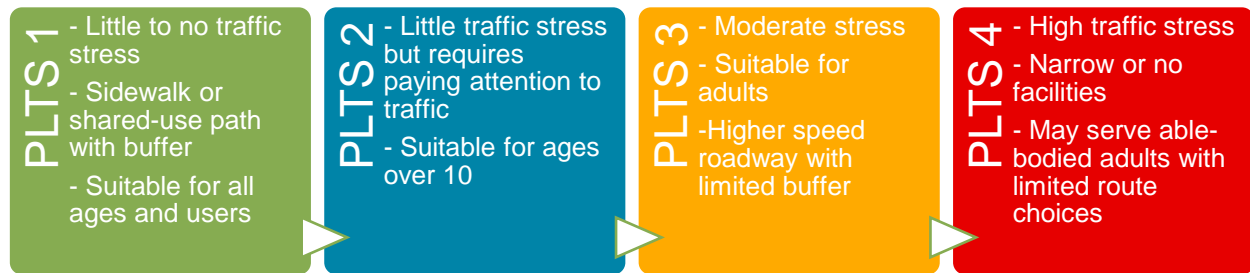 PLTS 1
- Little to no traffic
stress
- Sidewalk or
shared-use path
with buffer
- Suitable for all
ages and users
PLTS 2
- Little traffic stress
but requires
paying attention to
traffic
- Suitable for ages
over 10
PLTS 3
- Moderate stress
- Suitable for
adults
-Higher speed
roadway with
limited buffer
PLTS 4
- High traffic stress
- Narrow or no
facilities
- May serve able-
bodied adults with
limited route
choices